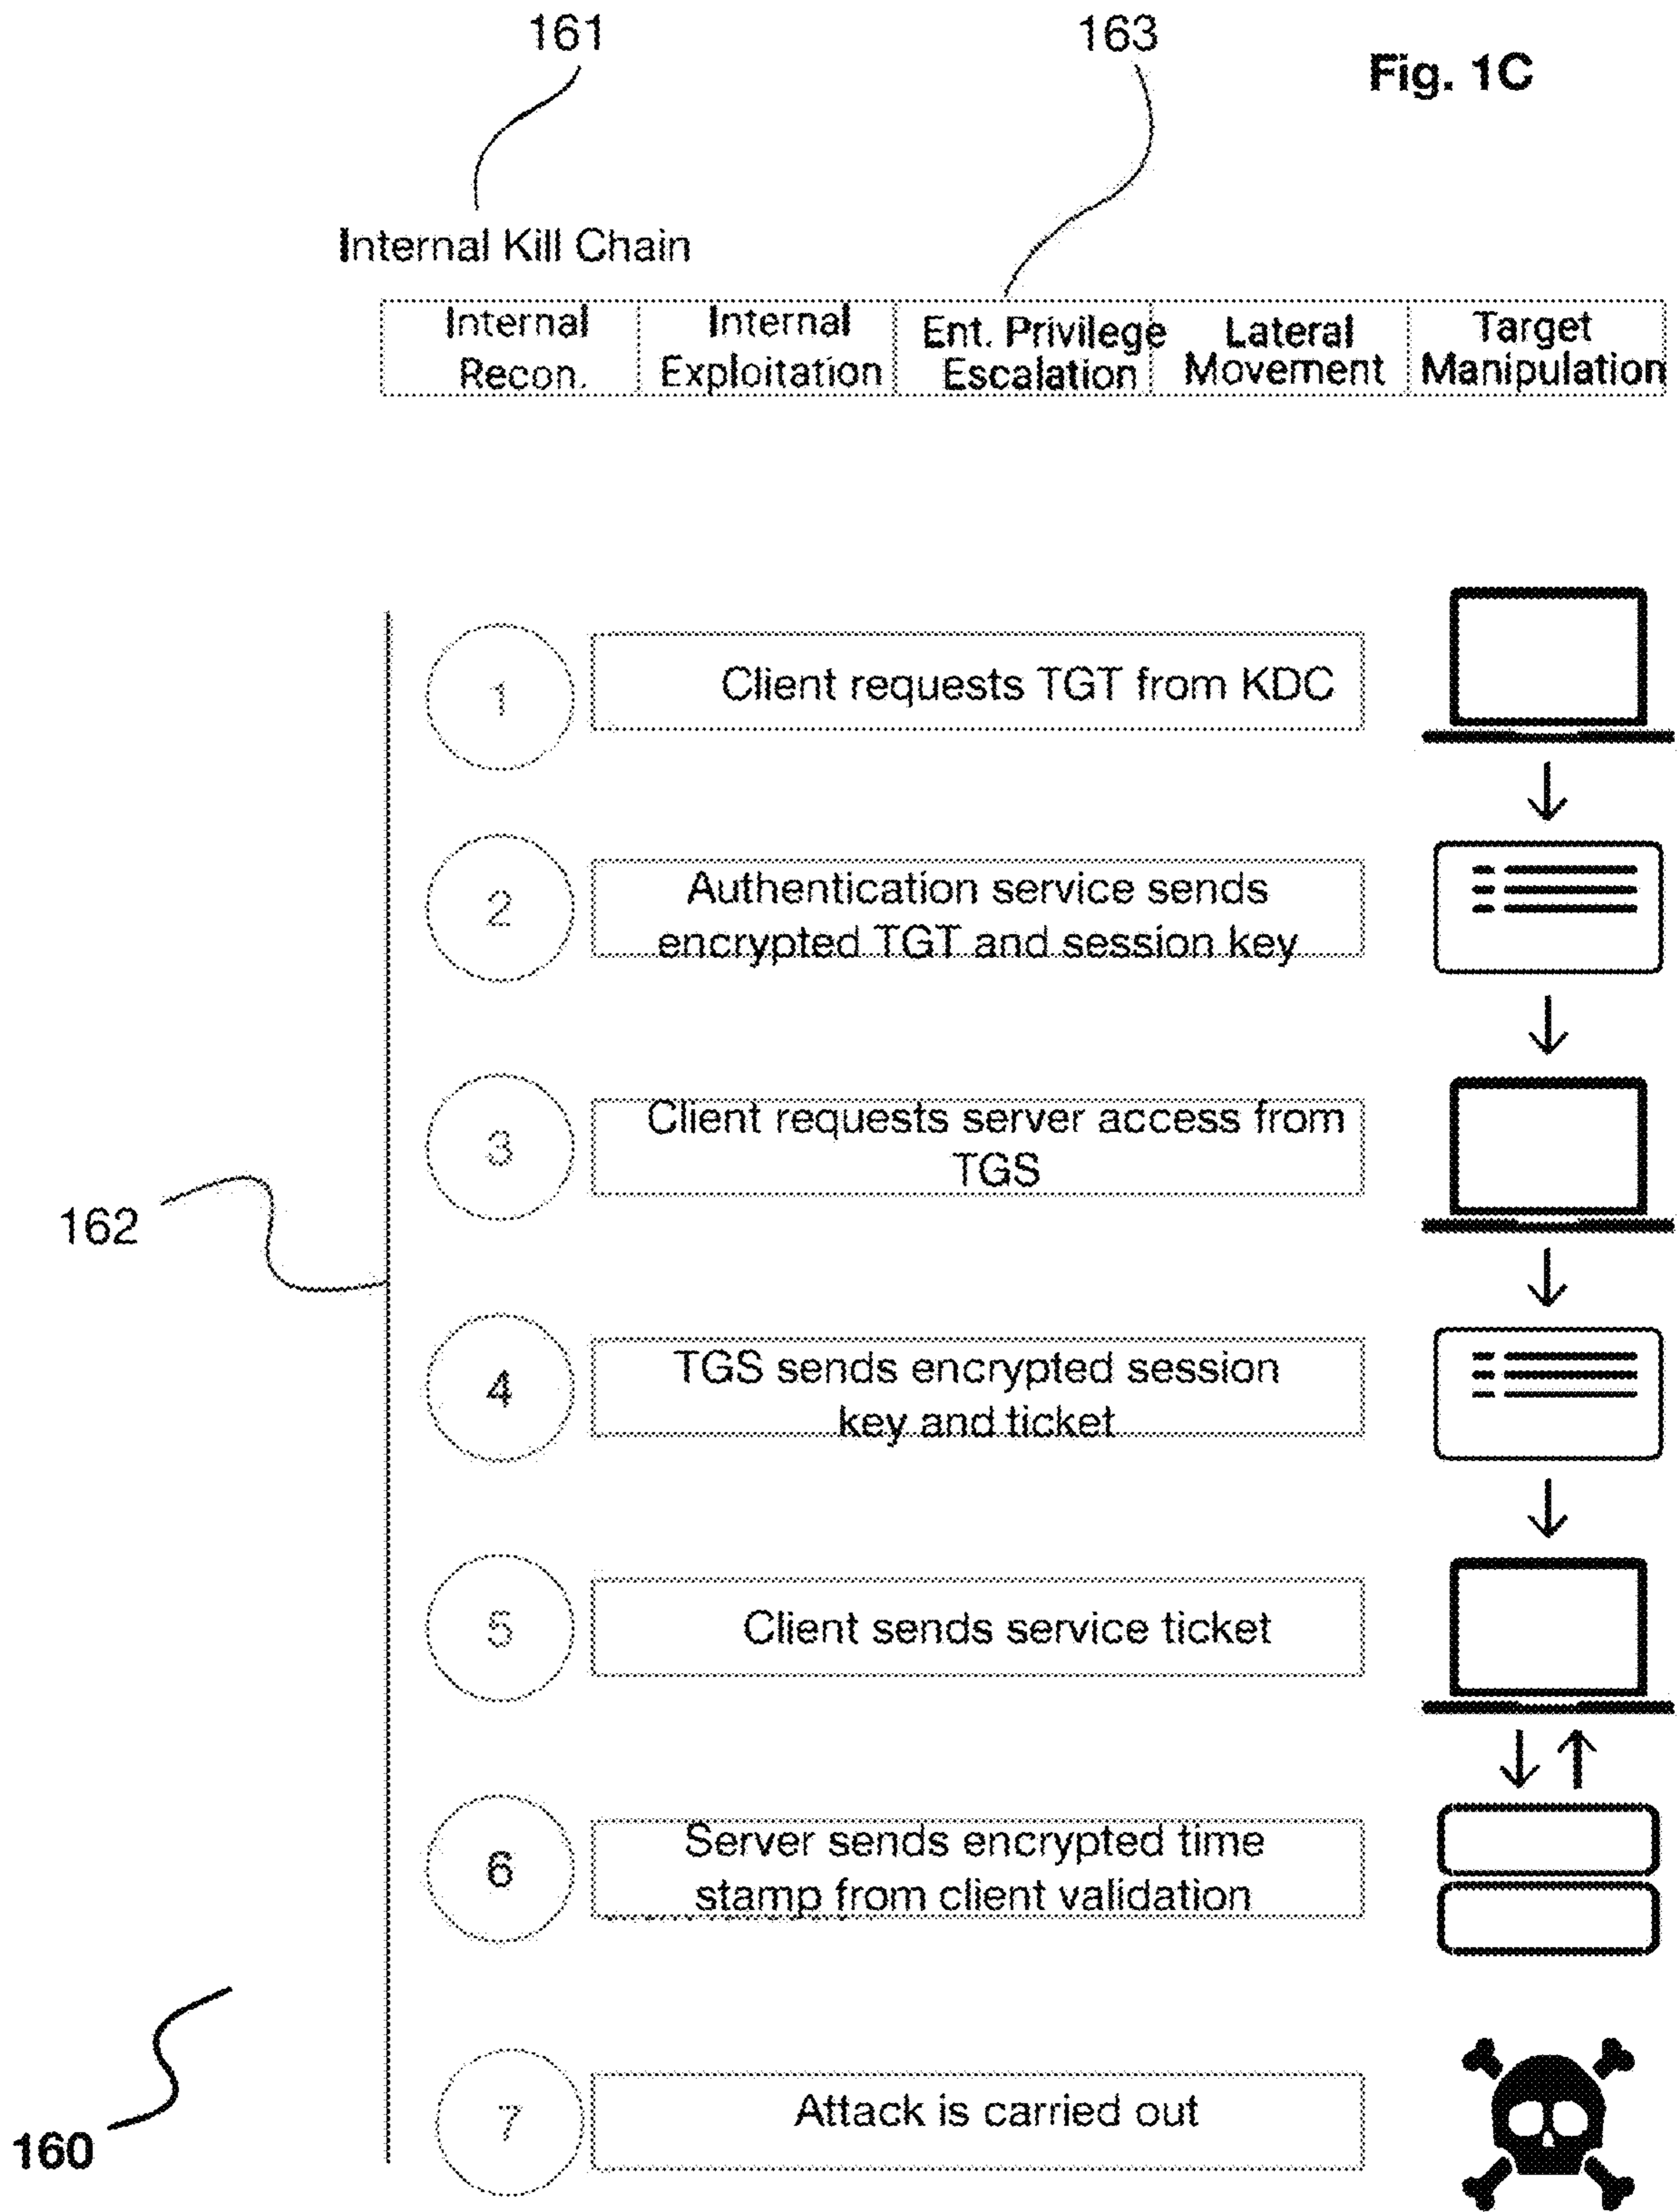 161
163
Fig. 1C
Internal Kill Chain
Internal
Recon.
Internal
Exploitation
Ent. Privilege
Escalation
Lateral
Movement
Target
Manipulation
1
Client requests TGT from KDC
2
Authentication service sends
encrypted TGT and session key
3
Client requests server access from
TGS
162
4
TGS sends encrypted session
key and ticket
5
Client sends service ticket
6
Server sends encrypted time
stamp from client validation
7
Attack is carried out
160